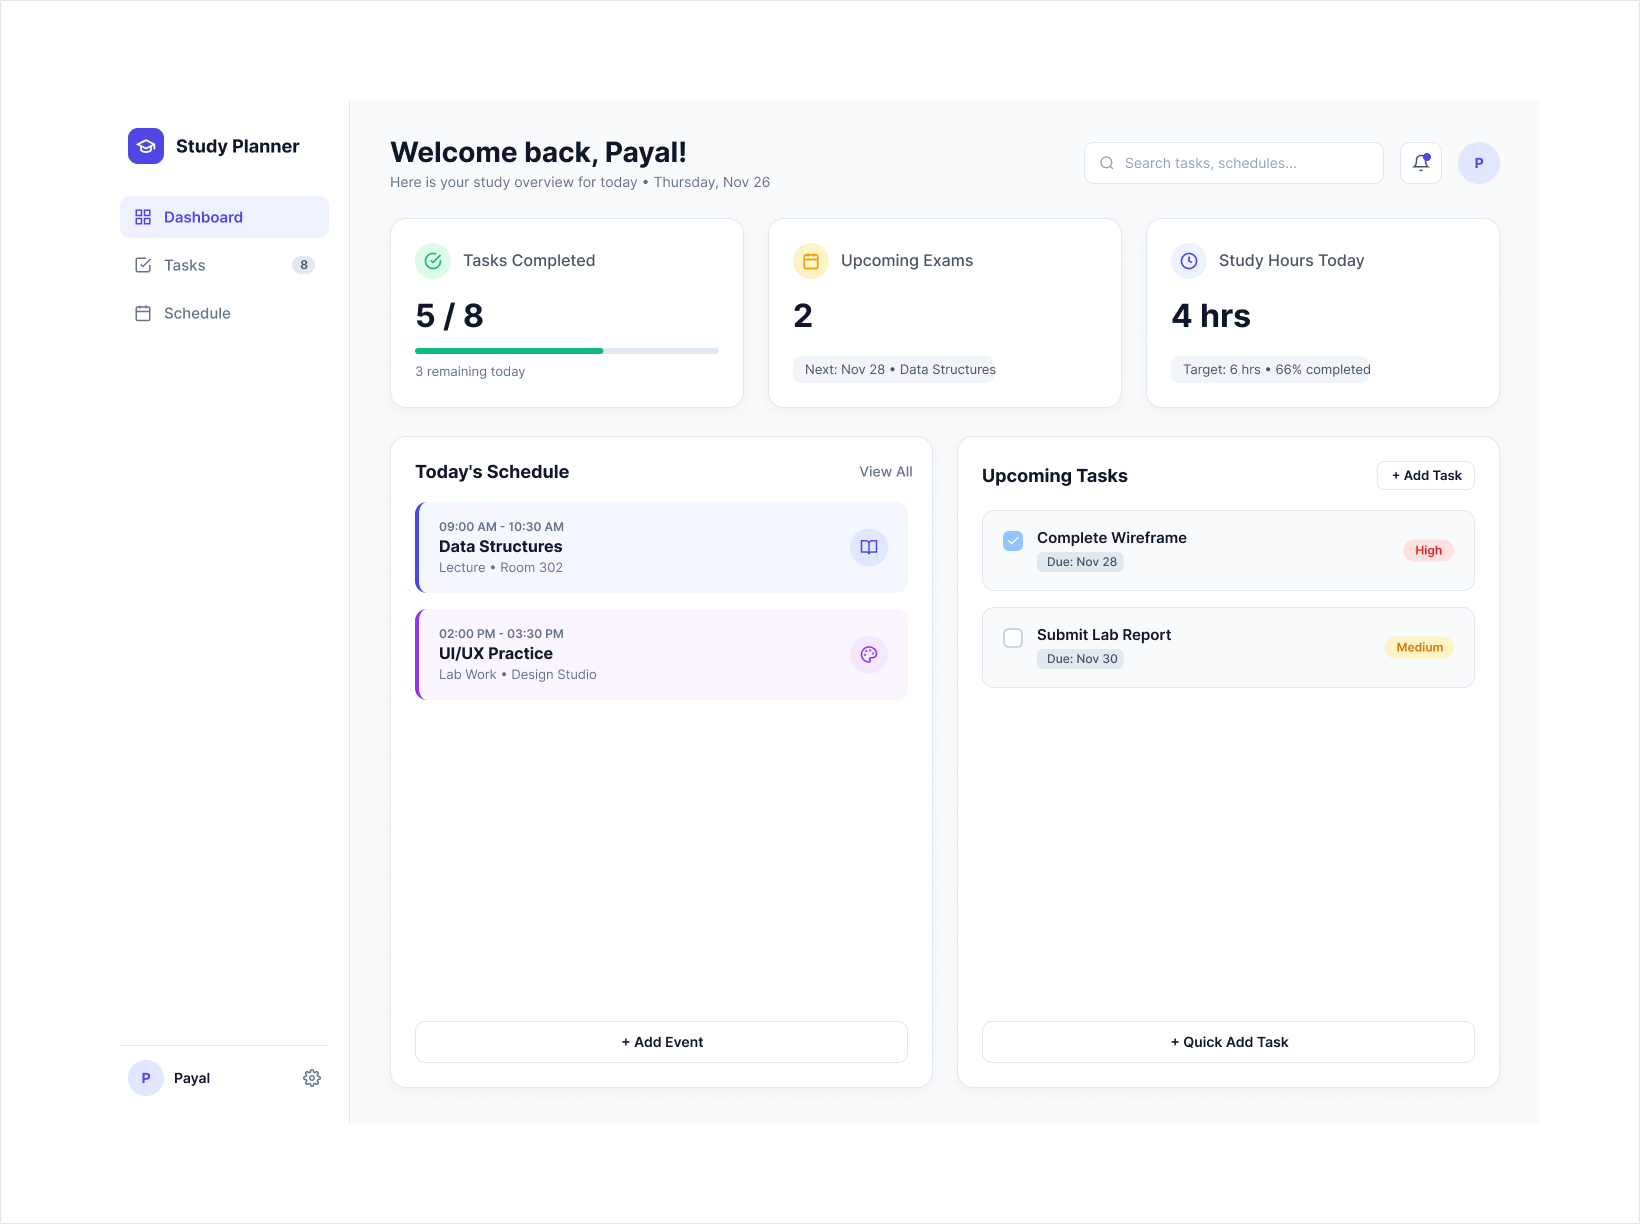 Study Planner
Dashboard
Tasks
8
Schedule
P
Payal
Welcome back, Payal!
Here is your study overview for today • Thursday, Nov 26
Search tasks, schedules...
P
Tasks Completed
5 / 8
3 remaining today
Upcoming Exams
2
Next: Nov 28 • Data Structures
Study Hours Today
4 hrs
Target: 6 hrs • 66% completed
Today's Schedule
View All
09:00 AM - 10:30 AM
Data Structures
Lecture • Room 302
02:00 PM - 03:30 PM
UI/UX Practice
Lab Work • Design Studio
+ Add Event
Upcoming Tasks
+ Add Task
Complete Wireframe
Due: Nov 28
High
Submit Lab Report
Due: Nov 30
Medium
+ Quick Add Task